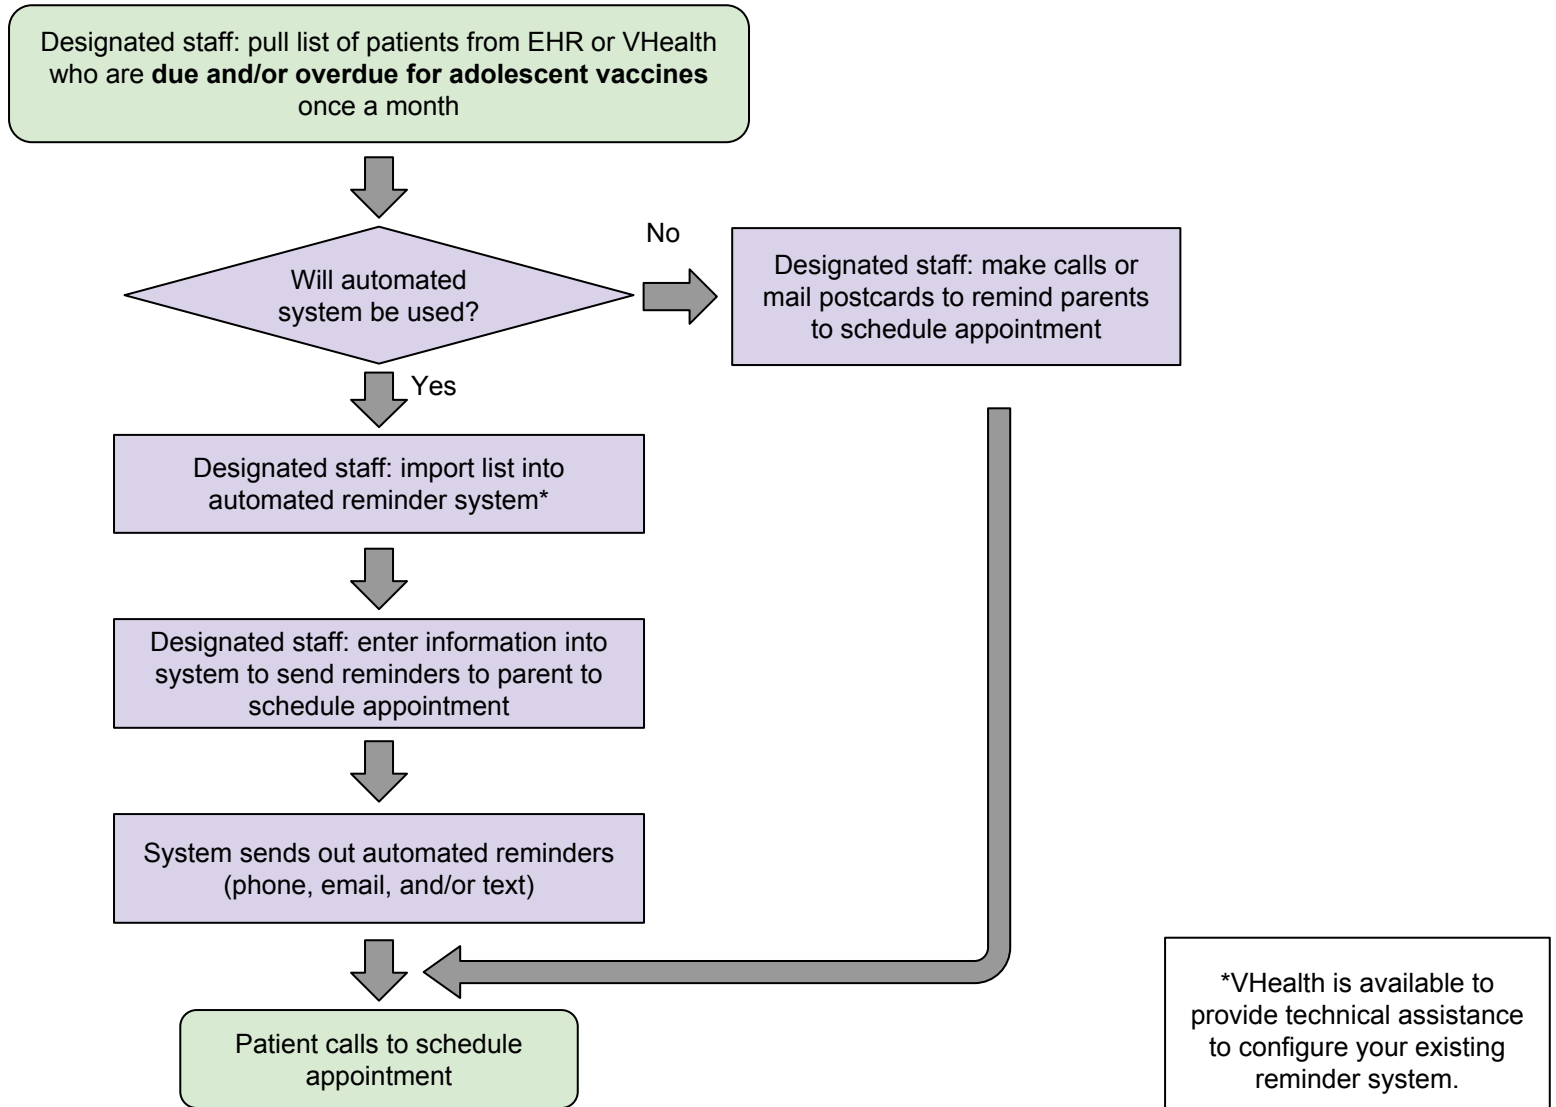 Designated staff: pull list of patients from EHR or VHealth
who are due and/or overdue for adolescent vaccines
once a month
Will automated
system be used?
No
Designated staff: make calls or
mail postcards to remind parents
to schedule appointment
Yes
Designated staff: import list into
automated reminder system*
Designated staff: enter information into
system to send reminders to parent to
schedule appointment
System sends out automated reminders
(phone, email, and/or text)
Patient calls to schedule
appointment
*VHealth is available to
provide technical assistance
to configure your existing
reminder system.